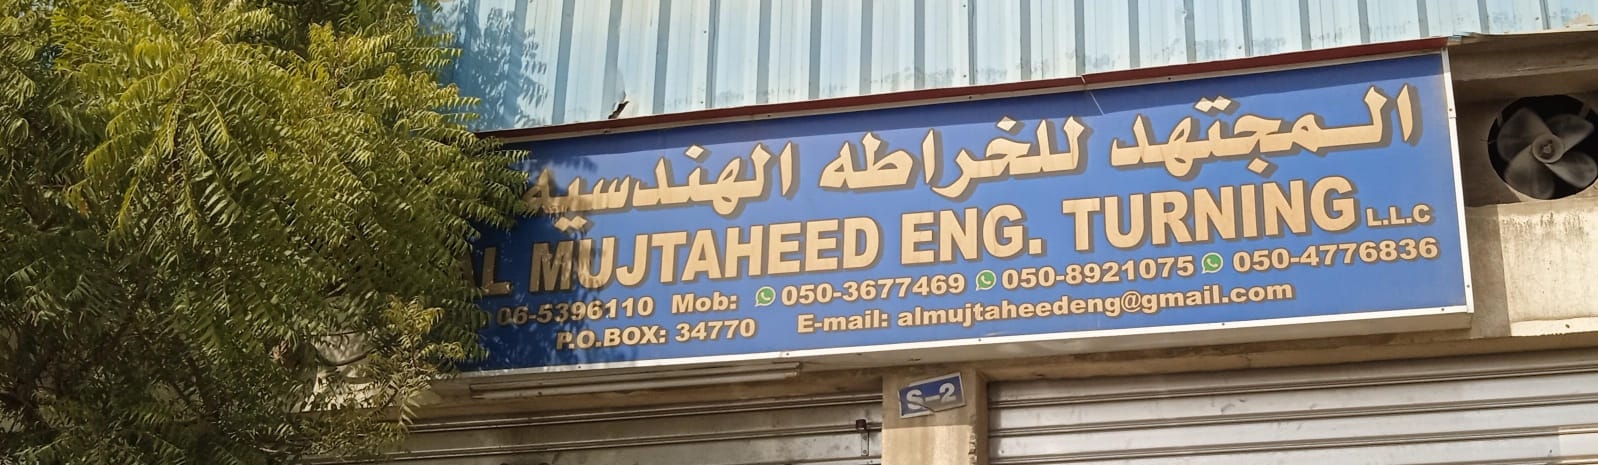 المجتهد للخراطه الهندسيه
AL MUJTAHEED ENG. TURNING L.L.C
06-5396110 Mob: 050-3677469 050-8921075 050-4776836
P.O.BOX: 34770 E-mail: almujtaheedeng@gmail.com
S-2